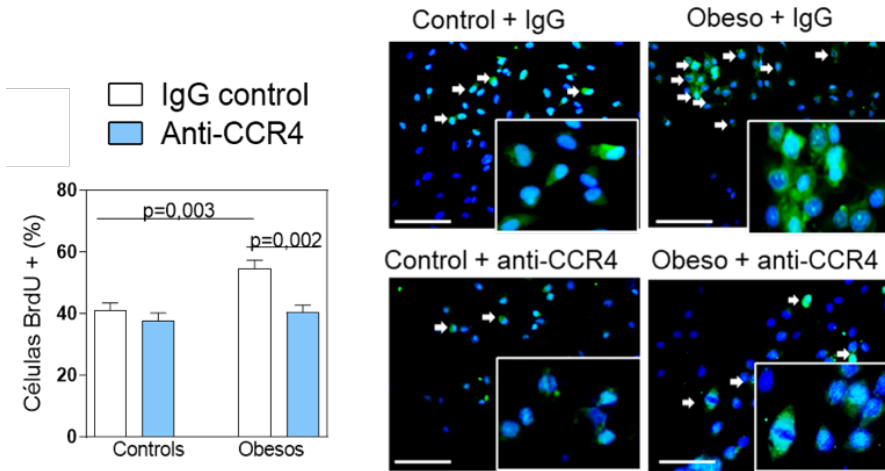 IgG control
Anti-CCR4
Células BrdU + (%)
80
60
40
20
0
p=0,003
p=0,002
Controls
Obesos
Control + IgG
Obeso + IgG
Control + anti-CCR4
Obeso + anti-CCR4